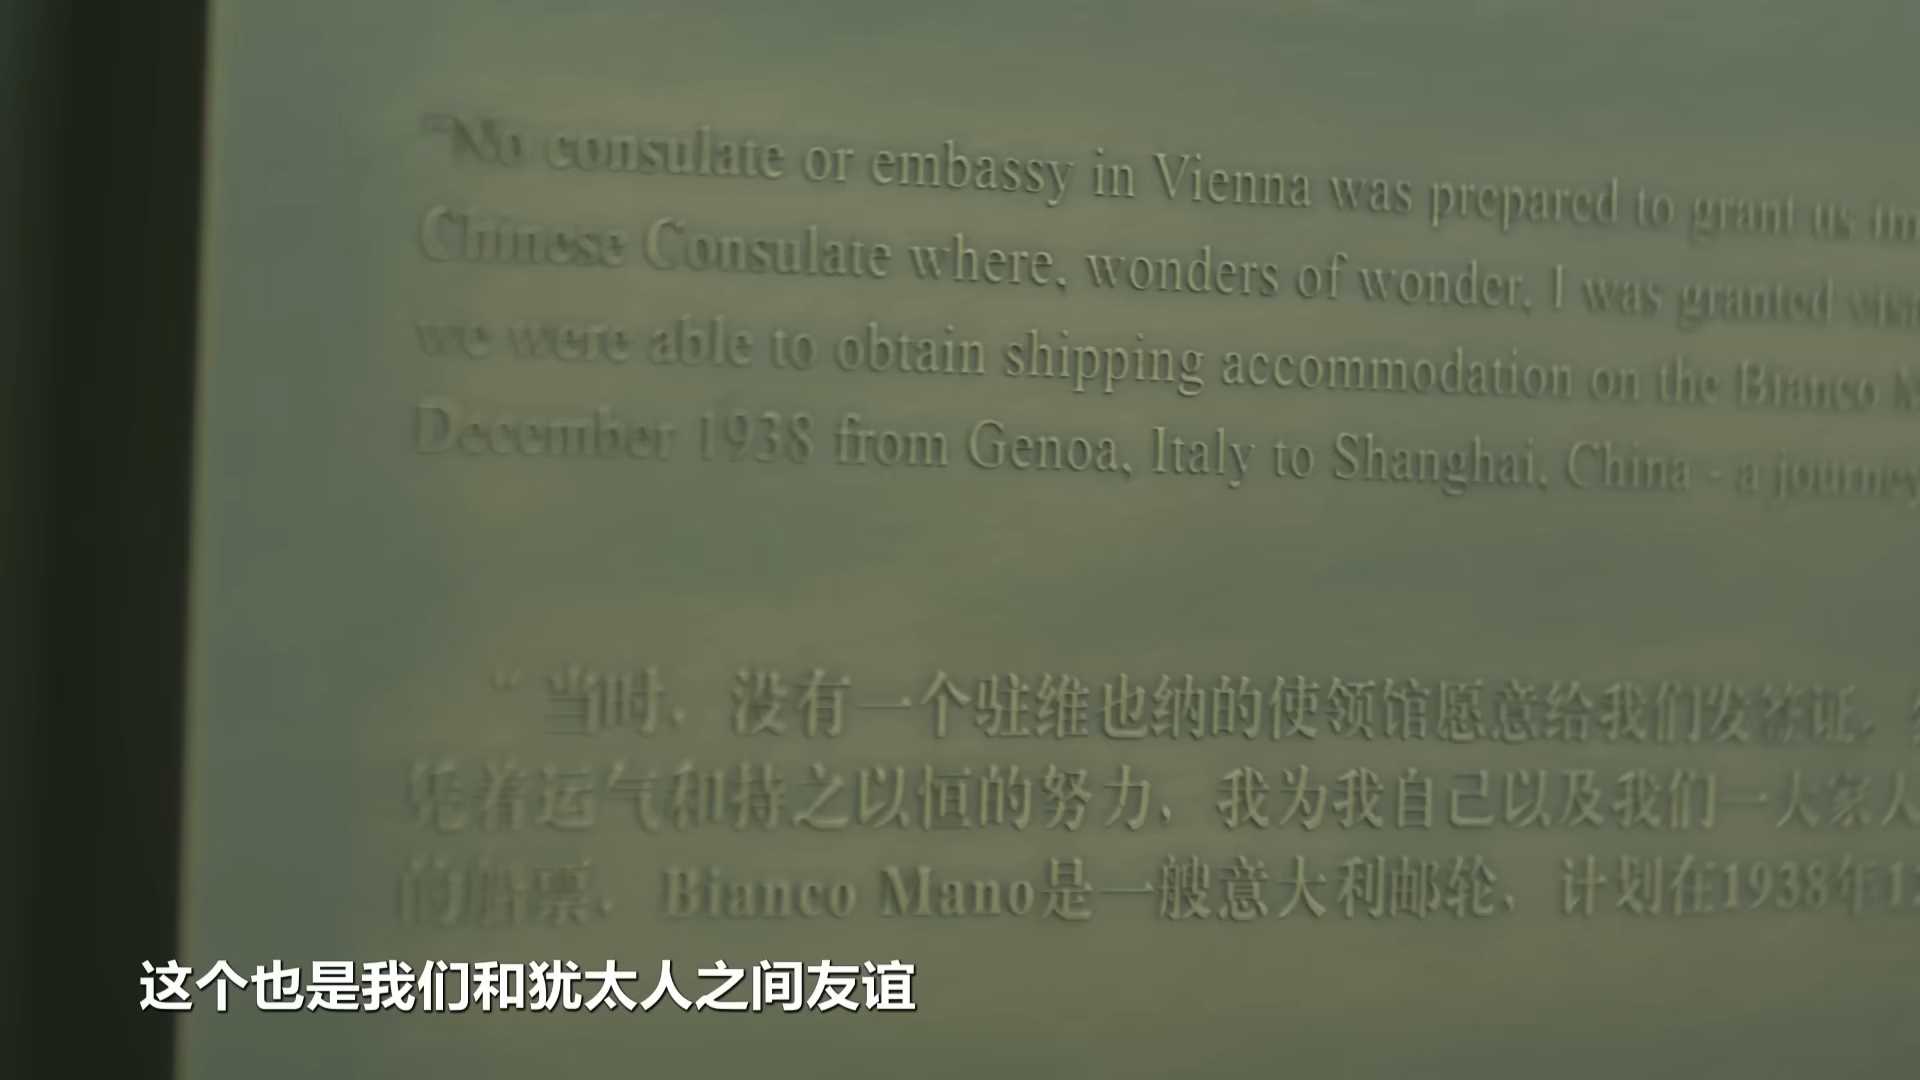 “No consulate or embassy in Vienna was prepared to grant us
Chinese Consulate where, wonders of wonder, I was granted
we were able to obtain shipping accommodation on the Bianco
December 1938 from Genoa, Italy to Shanghai, China - a journey
“当时，没有一个驻维也纳的使领馆愿意给我们发签证，
凭着运气和持之以恒的努力，我为我自己以及我们一大家人
的船票，Bianco Mano是一艘意大利邮轮，计划在1938年12
这个也是我们和犹太人之间友谊